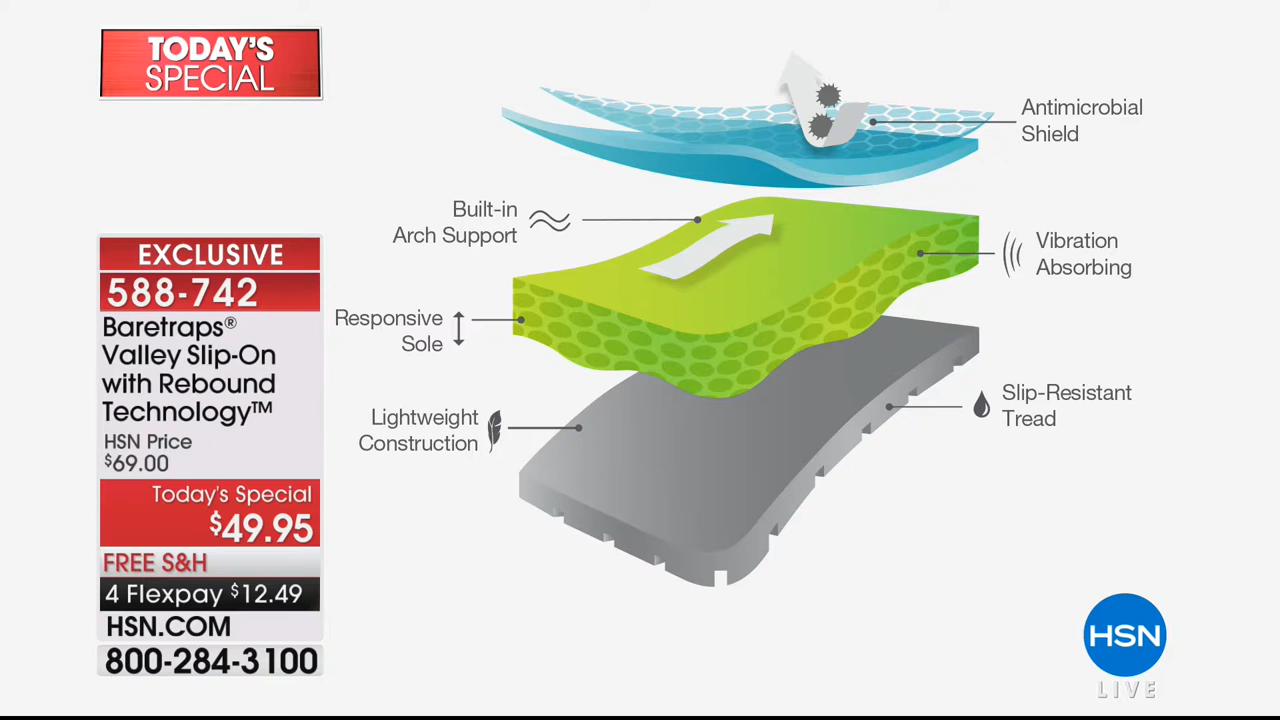 TODAY'S
SPECIAL
EXCLUSIVE
588-742
Baretraps®
Valley Slip-On
with Rebound
Technology™
HSN Price
$69.00
Today's Special
$49.95
FREE S&H
4 Flexpay $12.49
HSN.COM
800-284-3100
Antimicrobial
Shield
Built-in
Arch Support
Vibration
Absorbing
Responsive
Sole
Lightweight
Construction
Slip-Resistant
Tread
HSN
LIVE